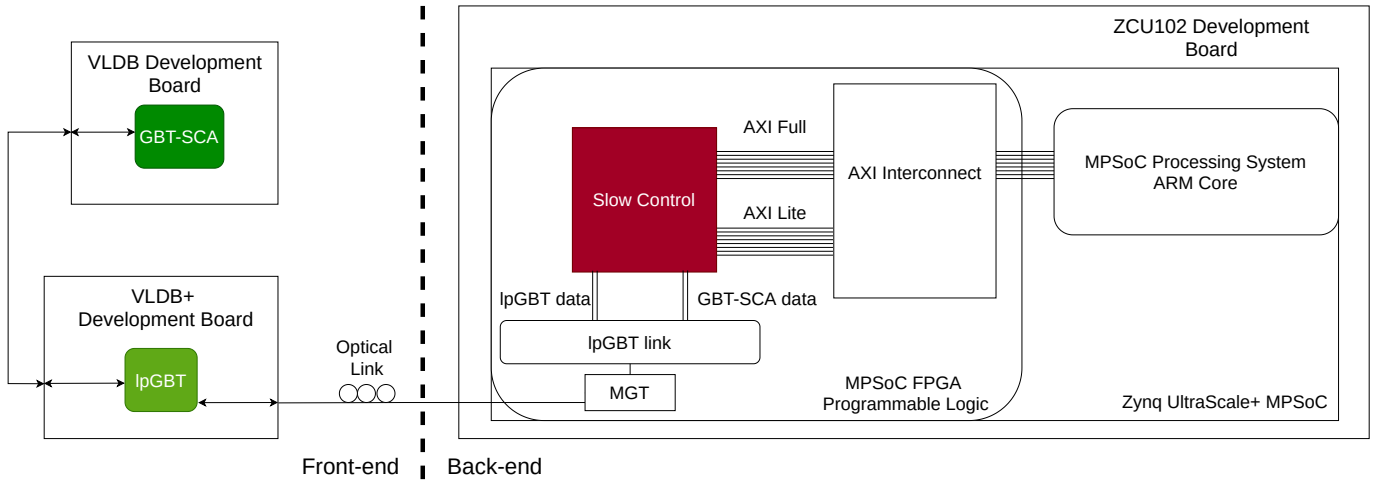 ZCU102 Development
Board
VLDB Development
Board
GBT-SCA
AXI Full
AXI Interconnect
MPSoC Processing System
ARM Core
Slow Control
AXI Lite
VLDB+
Development Board
lpGBT data
GBT-SCA data
lpGBT link
Optical
Link
lpGBT
MGT
MPSoC FPGA
Programmable Logic
Zynq UltraScale+ MPSoC
Front-end
Back-end